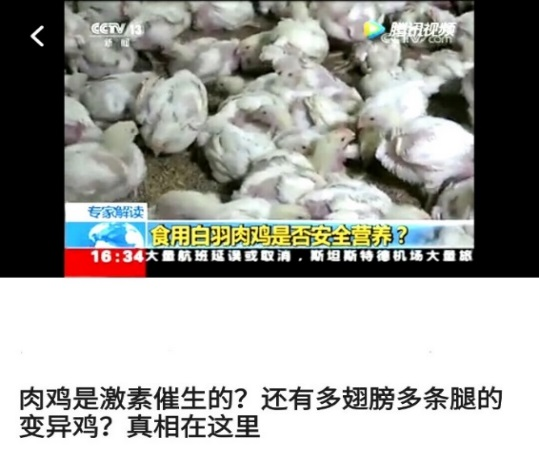 CCTV 13
新闻
腾讯视频
专家解读
食用白羽肉鸡是否安全营养?
16:34 大量航班延误或取消，斯坦斯特德机场大量旅
肉鸡是激素催生的？还有多翅膀多条腿的
变异鸡？真相在这里